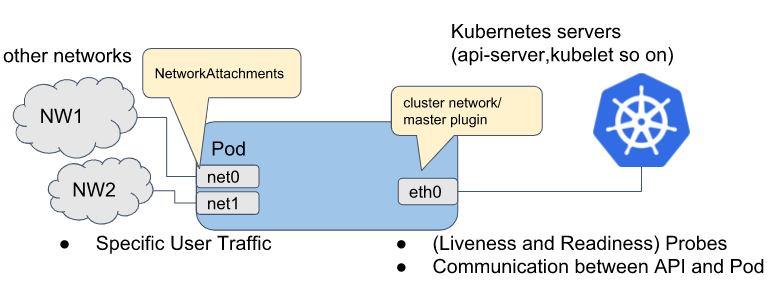 Kubernetes servers
(api-server,kubelet so on)
other networks
NetworkAttachments
NW1
cluster network/
master plugin
Pod
net0
NW2
eth0
net1
● Specific User Traffic
● (Liveness and Readiness) Probes
● Communication between API and Pod